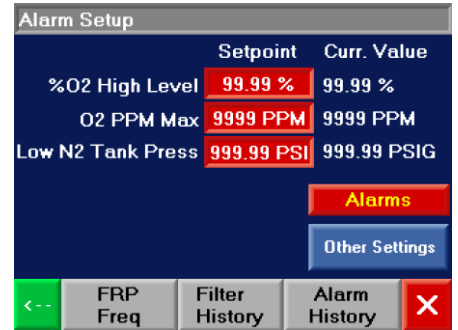 Alarm Setup
Setpoint Curr. Value
%O2 High Level 99.99 % 99.99 %
O2 PPM Max 9999 PPM 9999 PPM
Low N2 Tank Press 999.99 PSI 999.99 PSIG
Alarms
Other Settings
<-- FRP Freq Filter History Alarm History X